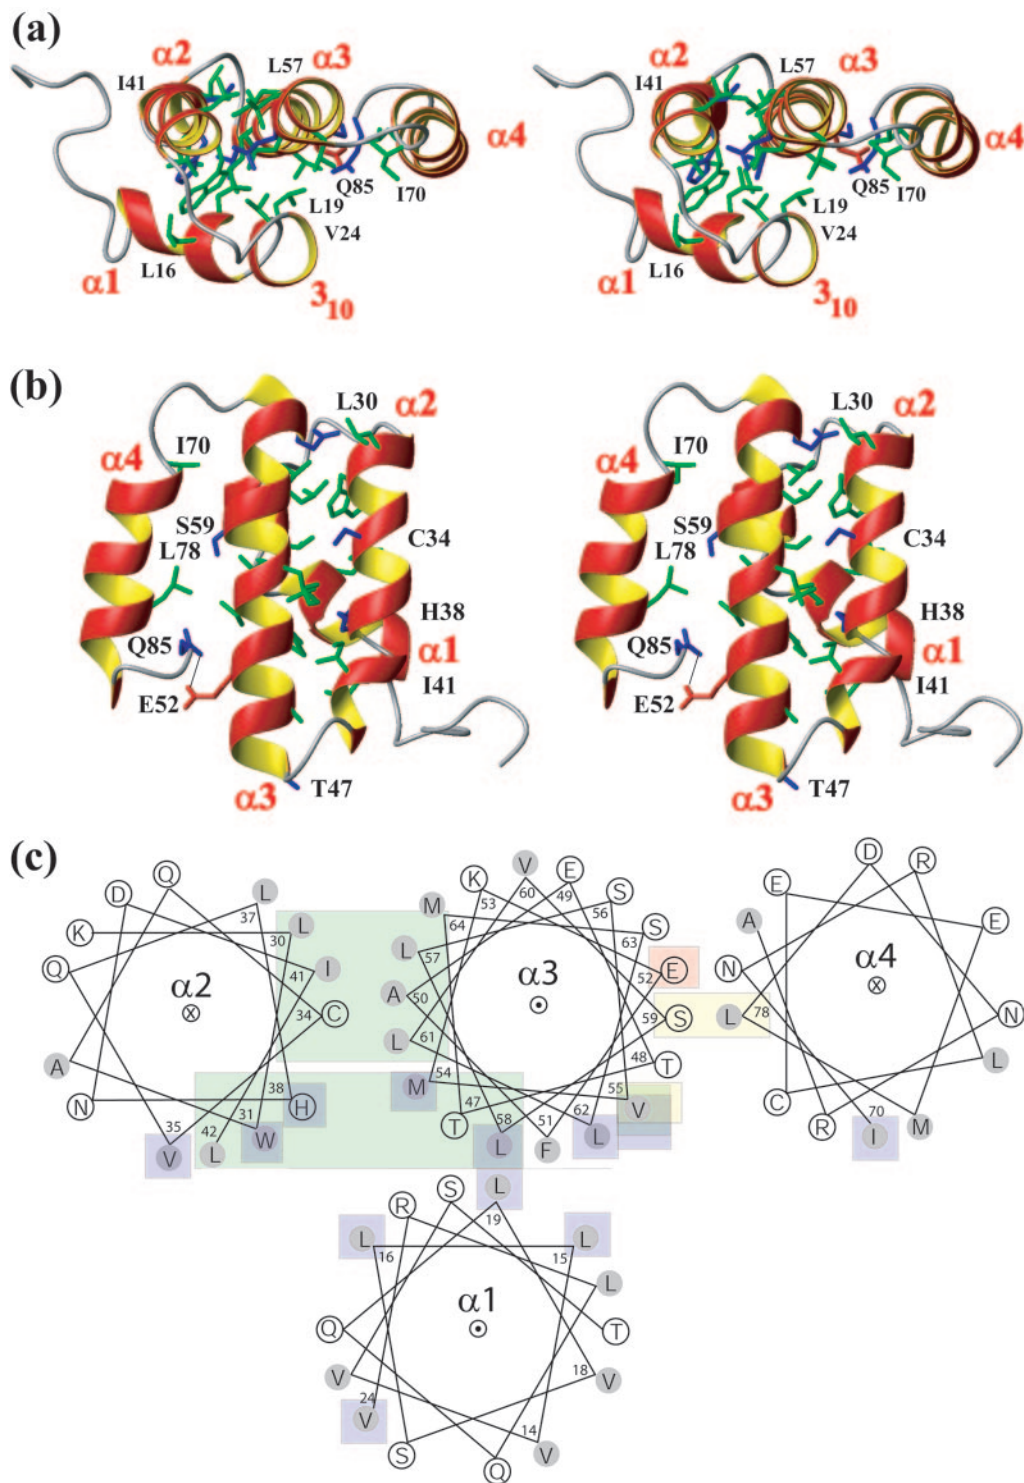 (a)
α2
α3
L57
I41
α4
Q85
I70
L19
V24
L16
α1
3₁₀
α2
α3
L57
I41
α4
Q85
I70
L19
V24
L16
α1
3₁₀
(b)
L30
α2
I70
α4
S59
L78
C34
H38
Q85
α1
I41
E52
T47
α3
L30
α2
I70
α4
S59
L78
C34
H38
Q85
α1
I41
E52
T47
α3
(c)
Q
D
L
37
K
L
30
Q
I
41
α2
C
34
A
N
H
38
31
W
35
V
42
L
V
60
E
49
K
53
S
56
M
64
S
63
L
57
E
52
α3
A
50
S
59
L
61
T
48
M
54
V
55
T
47
L
58
F
51
L
62
D
R
E
E
A
α4
N
N
L
78
L
C
R
M
70
I
L
19
S
R
L
16
L
15
L
α1
Q
T
V
V
18
24
V
S
Q
14
V